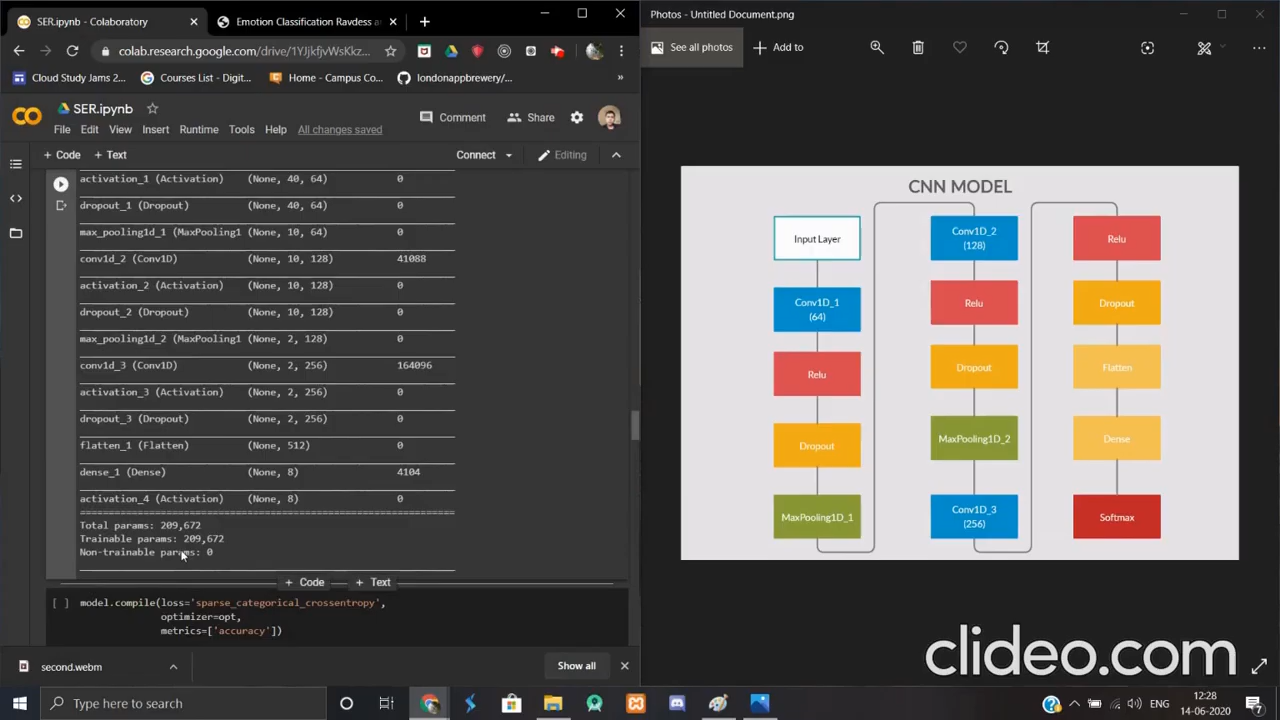 SER.ipynb - Colaboratory
Emotion Classification Ravdess a
colab.research.google.com/drive/1YJjkfjvWsKkz...
Cloud Study Jams 2...
Courses List - Digit...
Home - Campus Co...
londonappbrewery/...
»
CO
SER.ipynb
Comment
Share
File Edit View Insert Runtime Tools Help All changes saved
+ Code + Text
Connect
Editing
activation_1 (Activation) (None, 40, 64) 0
dropout_1 (Dropout) (None, 40, 64) 0
max_pooling1d_1 (MaxPooling1 (None, 10, 64) 0
conv1d_2 (Conv1D) (None, 10, 128) 41088
activation_2 (Activation) (None, 10, 128) 0
dropout_2 (Dropout) (None, 10, 128) 0
max_pooling1d_2 (MaxPooling1 (None, 2, 128) 0
conv1d_3 (Conv1D) (None, 2, 256) 164096
activation_3 (Activation) (None, 2, 256) 0
dropout_3 (Dropout) (None, 2, 256) 0
flatten_1 (Flatten) (None, 512) 0
dense_1 (Dense) (None, 8) 4104
activation_4 (Activation) (None, 8) 0
Total params: 209,672
Trainable params: 209,672
Non-trainable params: 0
+ Code + Text
[ ] model.compile(loss='sparse_categorical_crossentropy',
optimizer=opt,
metrics=['accuracy'])
second.webm
Show all
Photos - Untitled Document.png
See all photos
+ Add to
CNN MODEL
Input Layer
Conv1D_1
(64)
Relu
Dropout
MaxPooling1D_1
Conv1D_2
(128)
Relu
Dropout
MaxPooling1D_2
Conv1D_3
(256)
Relu
Dropout
Flatten
Dense
Softmax
clideo.com
Type here to search
ENG
12:28
14-06-2020
7